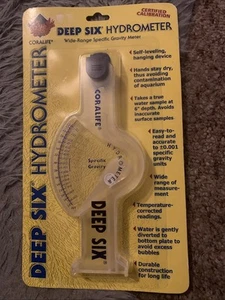 CERTIFIED
CALIBRATION
CORALIFE
DEEP SIX HYDROMETER
Wide-Range Specific Gravity Meter
DEEP SIX HYDROMETER
Self-leveling,
hanging device
Hands stay dry,
thus avoiding
contamination
of aquarium
Takes a true
water sample at
6" depth. Avoids
inaccurate
surface samples
Easy-to-
read and
accurate
to ±0.001
specific
gravity
units
Wide
range of
measure-
ment
Temperature-
corrected
readings.
Water is gently
diverted to
bottom plate to
avoid excess
bubbles
Durable
construction
for long life
CORALIFE
HYDROMETER
Specific
Gravity
DEEP SIX